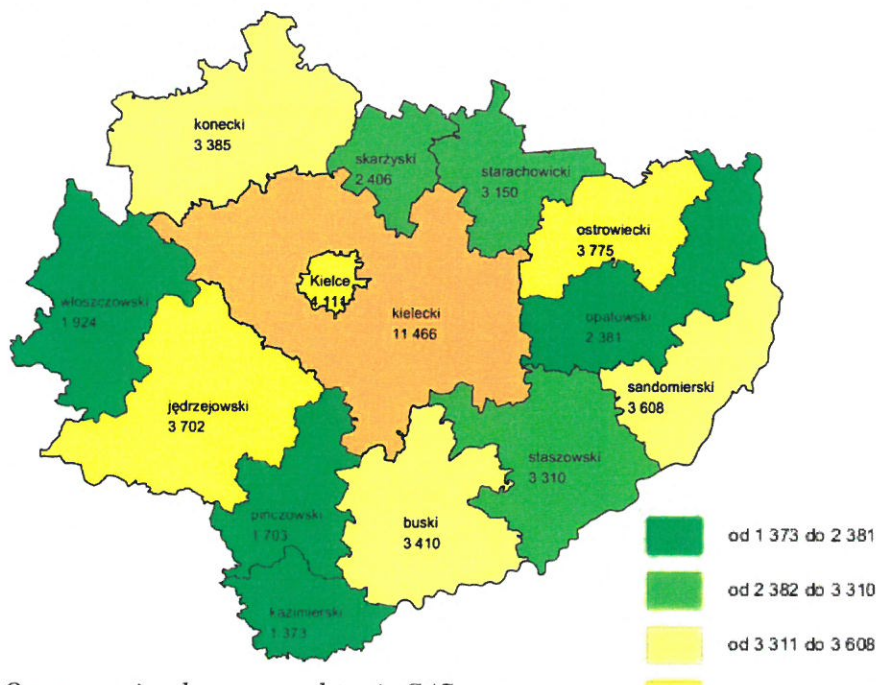 konecki
3 385
skarżyski
2 406
starachowicki
3 150
ostrowiecki
3 775
Kielce
4 111
włoszczowski
1 924
kielecki
11 466
opatowski
2 381
sandomierski
3 608
jędrzejowski
3 702
staszowski
3 310
pińczowski
1 703
buski
3 410
kazimierski
1 373
od 1 373 do 2 381
od 2 382 do 3 310
od 3 311 do 3 608